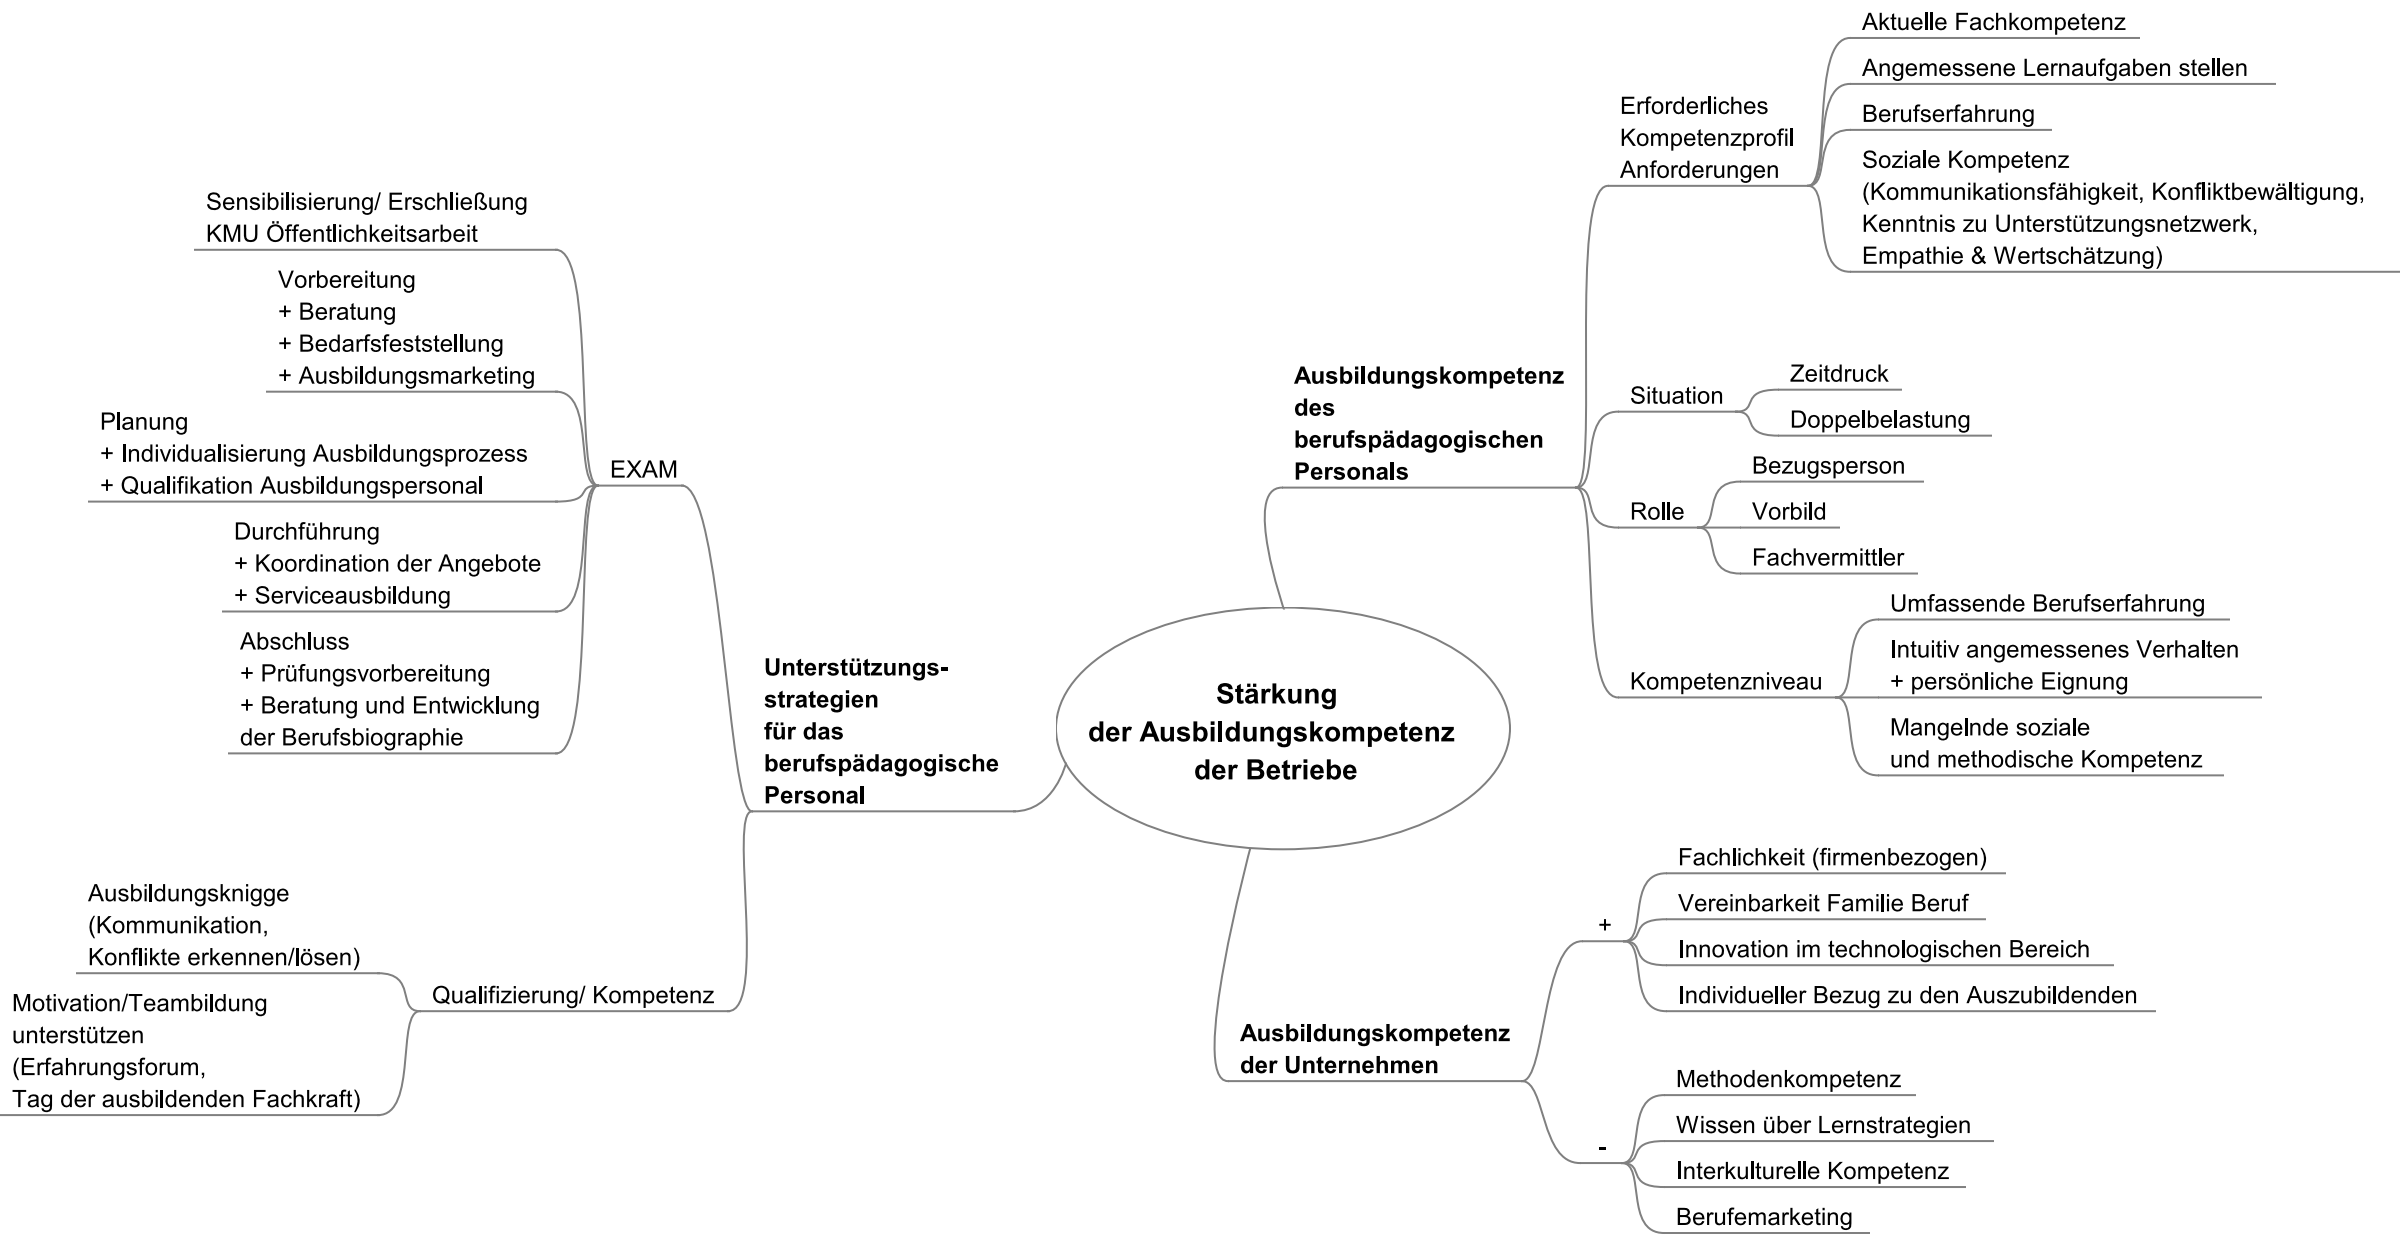 Stärkung
der Ausbildungskompetenz
der Betriebe
Ausbildungskompetenz
des
berufspädagogischen
Personals
Erforderliches
Kompetenzprofil
Anforderungen
Aktuelle Fachkompetenz
Angemessene Lernaufgaben stellen
Berufserfahrung
Soziale Kompetenz
(Kommunikationsfähigkeit, Konfliktbewältigung,
Kenntnis zu Unterstützungsnetzwerk,
Empathie & Wertschätzung)
Situation
Zeitdruck
Doppelbelastung
Rolle
Bezugsperson
Vorbild
Fachvermittler
Kompetenzniveau
Umfassende Berufserfahrung
Intuitiv angemessenes Verhalten
+ persönliche Eignung
Mangelnde soziale
und methodische Kompetenz
Ausbildungskompetenz
der Unternehmen
+
Fachlichkeit (firmenbezogen)
Vereinbarkeit Familie Beruf
Innovation im technologischen Bereich
Individueller Bezug zu den Auszubildenden
-
Methodenkompetenz
Wissen über Lernstrategien
Interkulturelle Kompetenz
Berufemarketing
Unterstützungs-
strategien
für das
berufspädagogische
Personal
EXAM
Sensibilisierung/ Erschließung
KMU Öffentlichkeitsarbeit
Vorbereitung
+ Beratung
+ Bedarfsfeststellung
+ Ausbildungsmarketing
Planung
+ Individualisierung Ausbildungsprozess
+ Qualifikation Ausbildungspersonal
Durchführung
+ Koordination der Angebote
+ Serviceausbildung
Abschluss
+ Prüfungsvorbereitung
+ Beratung und Entwicklung
der Berufsbiographie
Qualifizierung/ Kompetenz
Ausbildungsknigge
(Kommunikation,
Konflikte erkennen/lösen)
Motivation/Teambildung
unterstützen
(Erfahrungsforum,
Tag der ausbildenden Fachkraft)